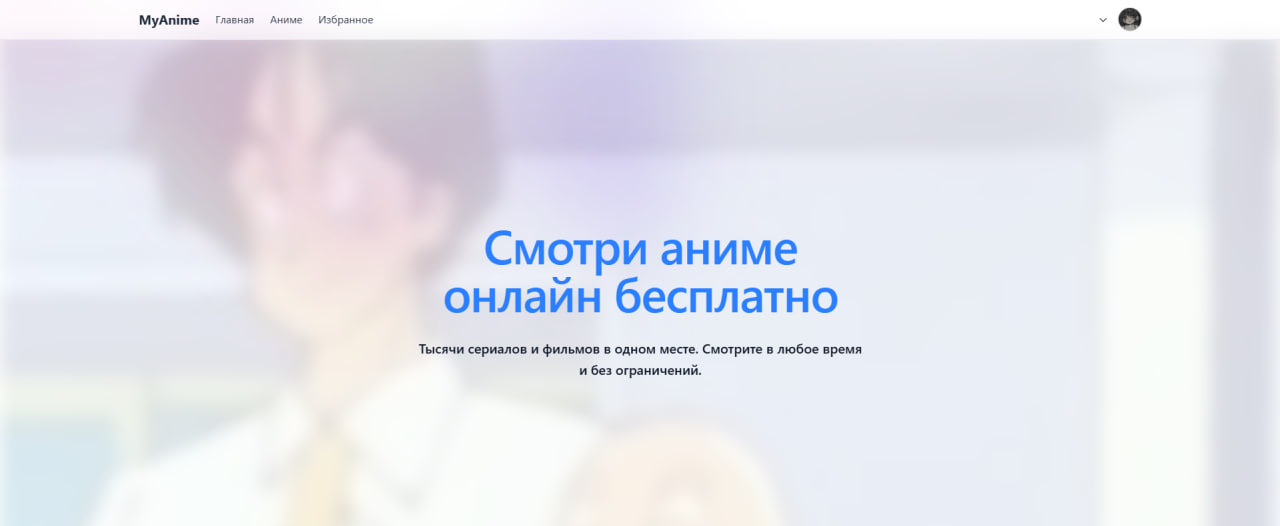 MyAnime Главная Аниме Избранное
Смотри аниме
онлайн бесплатно
Тысячи сериалов и фильмов в одном месте. Смотрите в любое время
и без ограничений.